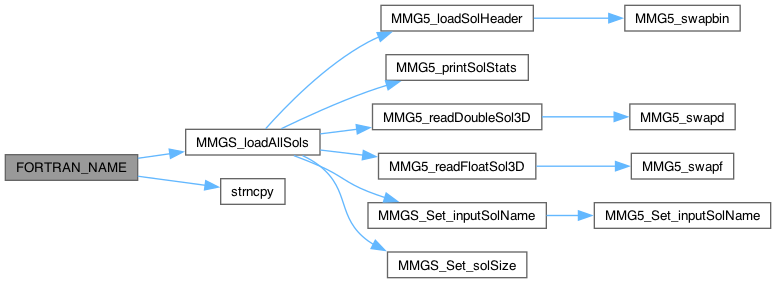 FORTRAN_NAME
MMGS_loadAllSols
strncpy
MMG5_loadSolHeader
MMG5_printSolStats
MMG5_readDoubleSol3D
MMG5_readFloatSol3D
MMGS_Set_inputSolName
MMGS_Set_solSize
MMG5_swapbin
MMG5_swapd
MMG5_swapf
MMG5_Set_inputSolName